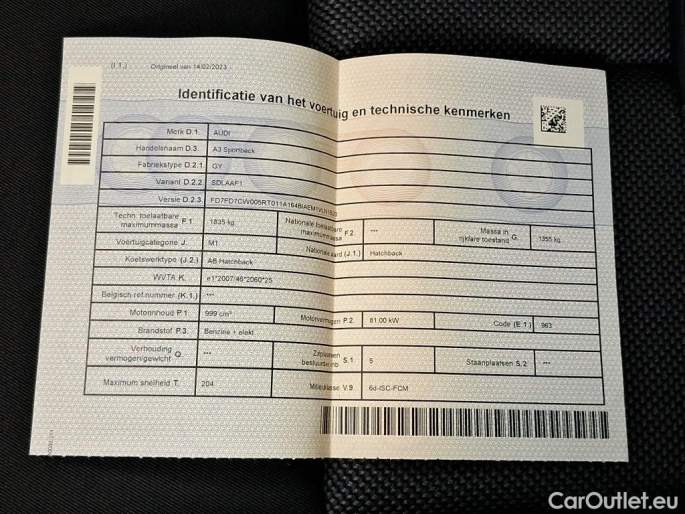 (I.1.) Origineel van 14/02/2023 -
Identificatie van het voertuig en technische kenmerken
Merk D.1. AUDI
Handelsnaam D.3. A3 Sportback
Fabriekstype D.2.1 GY
Variant D.2.2 SDLAAF1
Versie D.2.3
Techn. toelaatbare maximummassa F.1. 1835 kg Nationale toelaatbare maximummassa F.2. --- Massa in rijklare toestand G. 1355 kg
Voertuigcategorie J. M1 Nationale aard (J.1.) Hatchback
Koetswerktype (J.2.) AB Hatchback
WVTA K. e1*2007/46*2060*25
Belgisch ref.nummer (K.1.) ---
Motorinhoud P.1. 999 cm³ Motorvermogen P.2. 81.00 kW Code (E.1.) 963
Brandstof P.3. Benzine + elekt
Verhouding vermogen/gewicht Q. --- Zitplaatsen bestuurder inb S.1. 5 Staanplaatsen S.2. ---
Maximum snelheid T. 204 Milieuklasse V.9. 6d-ISC-FCM
CarOutlet.eu